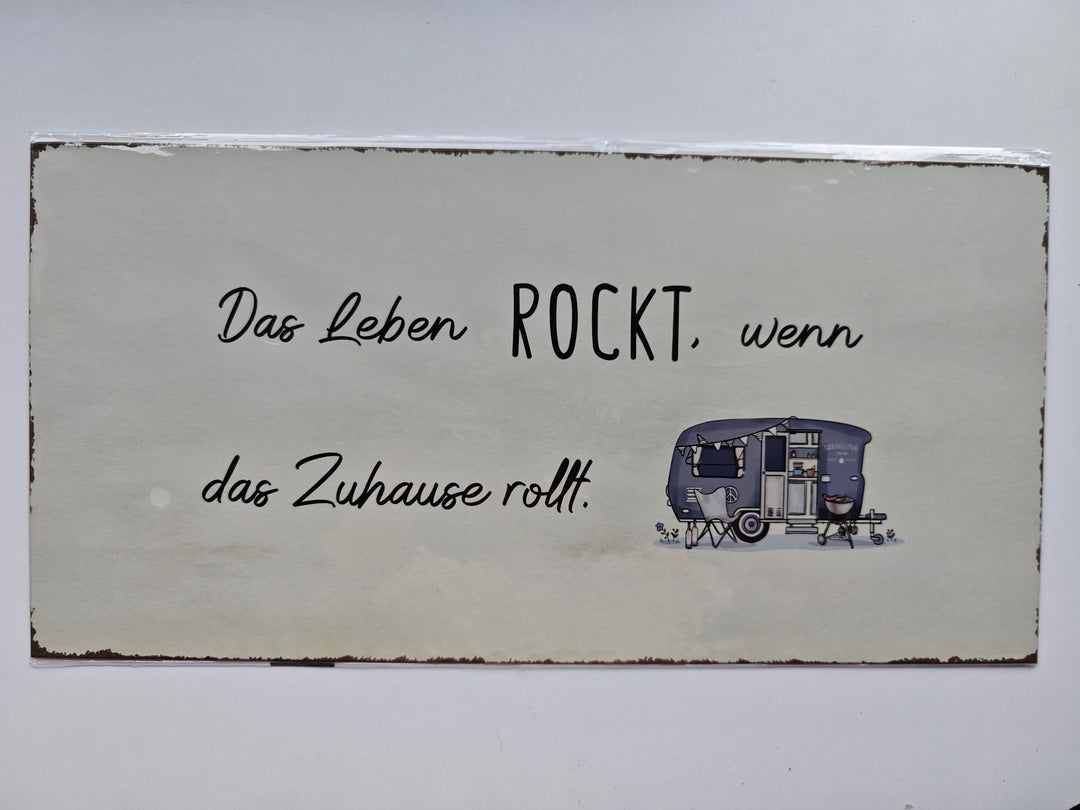 Das Leben ROCKT, wenn
das Zuhause rollt.